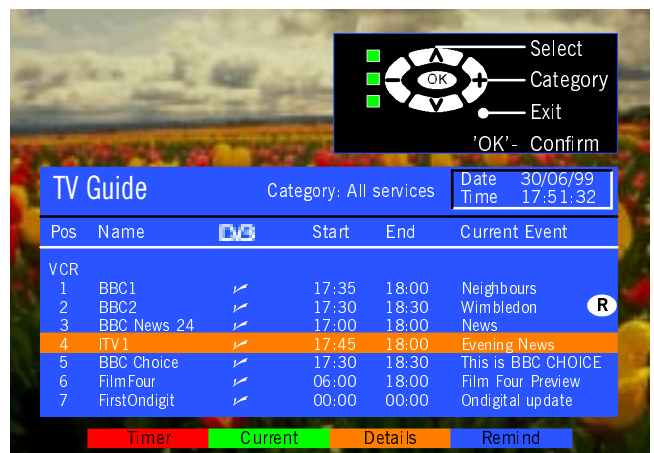 Select
OK
Category
Exit
'OK'- Confirm
TV Guide
Category: All services
Date 30/06/99
Time 17:51:32
Pos Name DVB Start End Current Event
VCR
1 BBC1 17:35 18:00 Neighbours
2 BBC2 17:30 18:30 Wimbledon R
3 BBC News 24 17:00 18:00 News
4 ITV1 17:45 18:00 Evening News
5 BBC Choice 17:30 18:30 This is BBC CHOICE
6 FilmFour 06:00 18:00 Film Four Preview
7 FirstOndigit 00:00 00:00 Ondigital update
Timer Current Details Remind